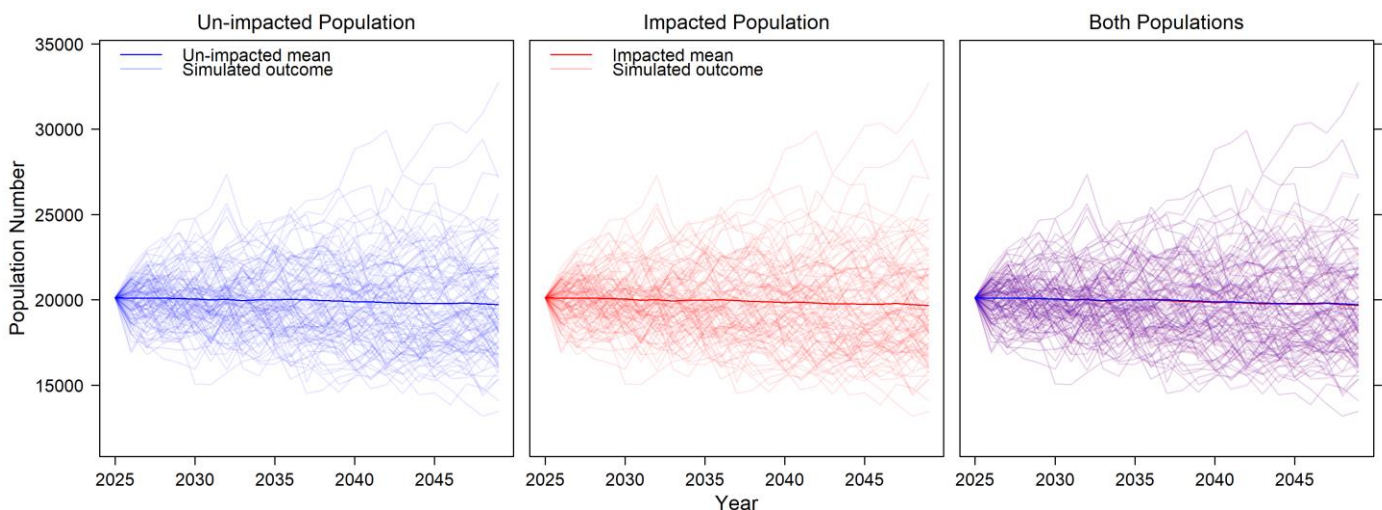 Un-impacted Population
Impacted Population
Both Populations
Un-impacted mean
Simulated outcome
Impacted mean
Simulated outcome
Population Number
35000
30000
25000
20000
15000
2025 2030 2035 2040 2045
2025 2030 2035 2040 2045
2025 2030 2035 2040 2045
Year